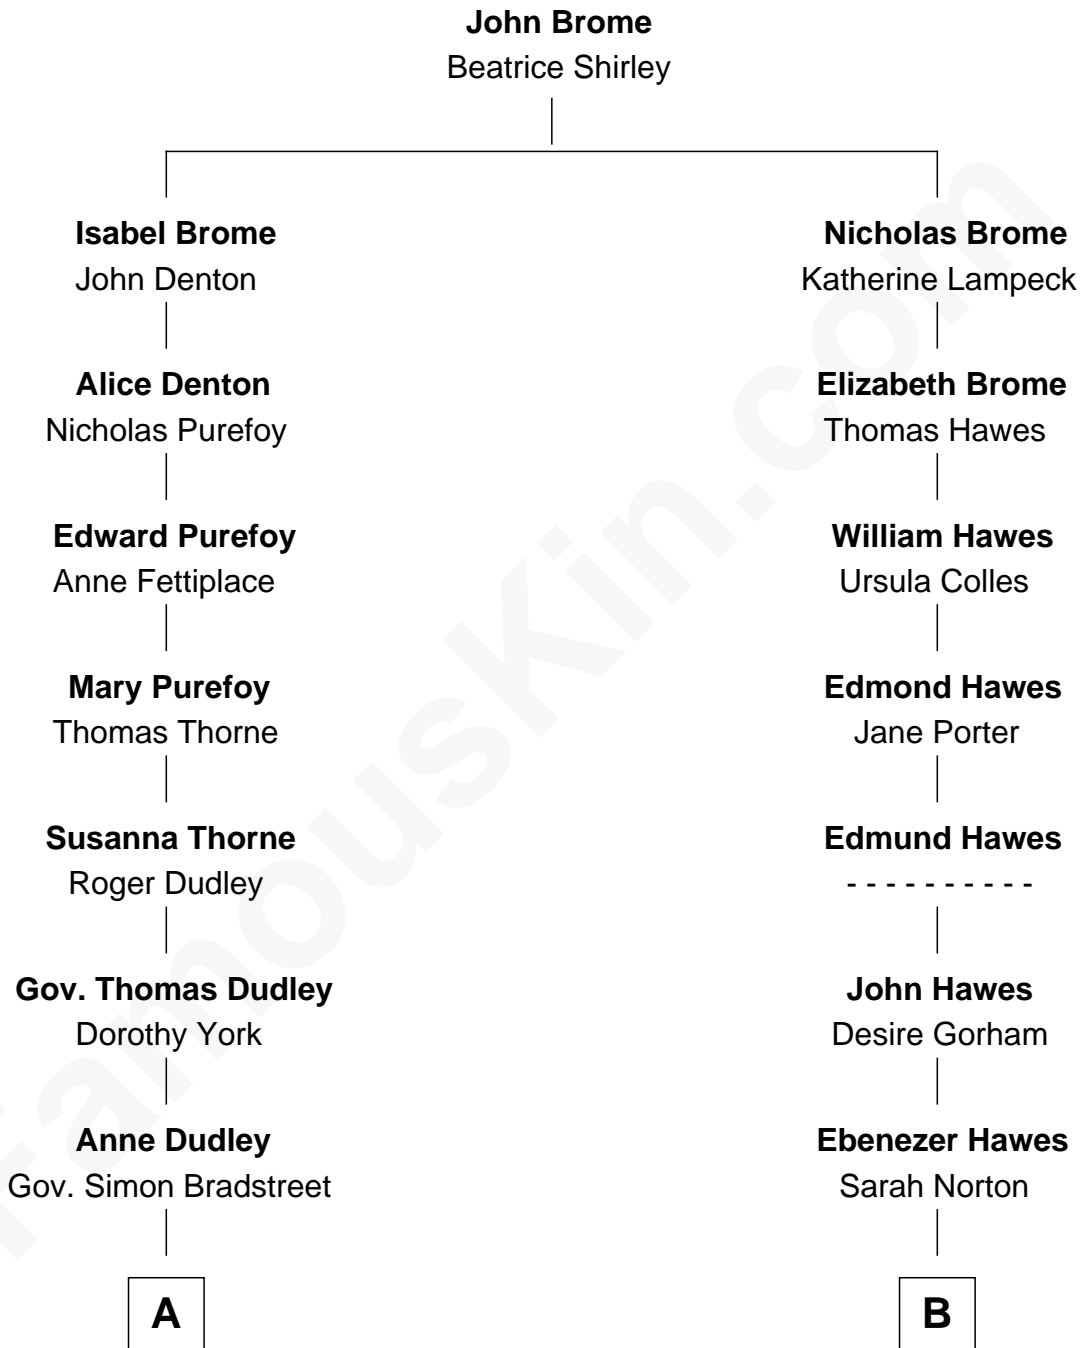 John Brome
Beatrice Shirley
Isabel Brome
John Denton
Nicholas Brome
Katherine Lampeck
Alice Denton
Nicholas Purefoy
Elizabeth Brome
Thomas Hawes
Edward Purefoy
Anne Fettiplace
William Hawes
Ursula Colles
Mary Purefoy
Thomas Thorne
Edmond Hawes
Jane Porter
Susanna Thorne
Roger Dudley
Edmund Hawes
- - - - - - - - - -
Gov. Thomas Dudley
Dorothy York
John Hawes
Desire Gorham
Anne Dudley
Gov. Simon Bradstreet
Ebenezer Hawes
Sarah Norton
A
B
FamousKin.com